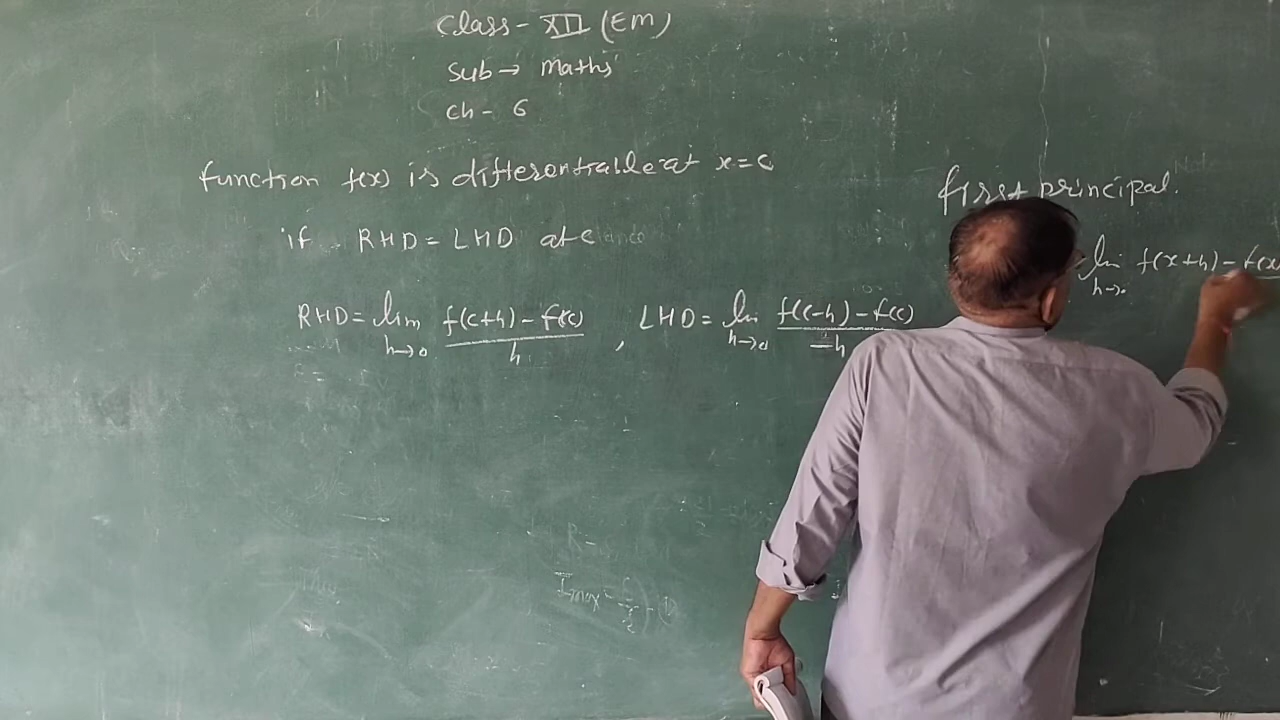 Class - XII (EM)
Sub → Maths
Ch - 6
function f(x) is differentiable at x = c
if RHD = LHD at c
RHD = lim h→0 f(c+h) - f(c) / h , LHD = lim h→0 f(c-h) - f(c) / -h
first principal.
lim h→0 f(x+h) - f(x